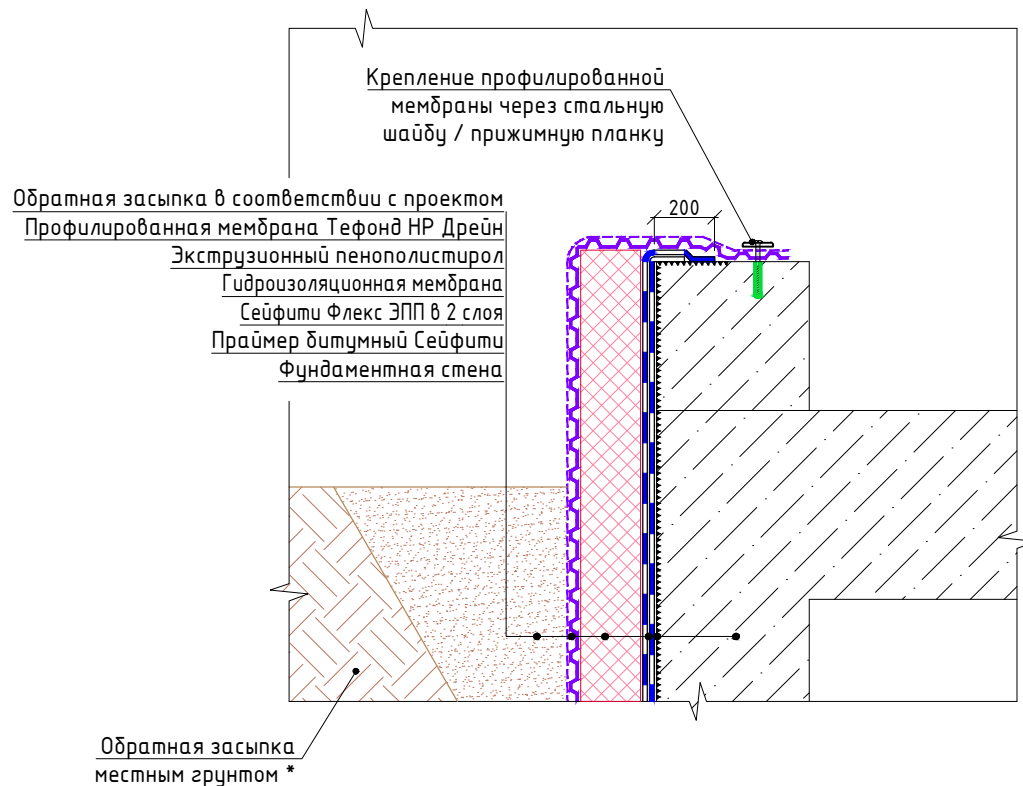 Крепление профилированной
мембраны через стальную
шайбу / прижимную планку
Обратная засыпка в соответствии с проектом
Профилированная мембрана Тефонд НР Дрейн
Экструзионный пенополистирол
Гидроизоляционная мембрана
Сейфити Флекс ЭПП в 2 слоя
Праймер битумный Сейфити
Фундаментная стена
200
Обратная засыпка
местным грунтом *